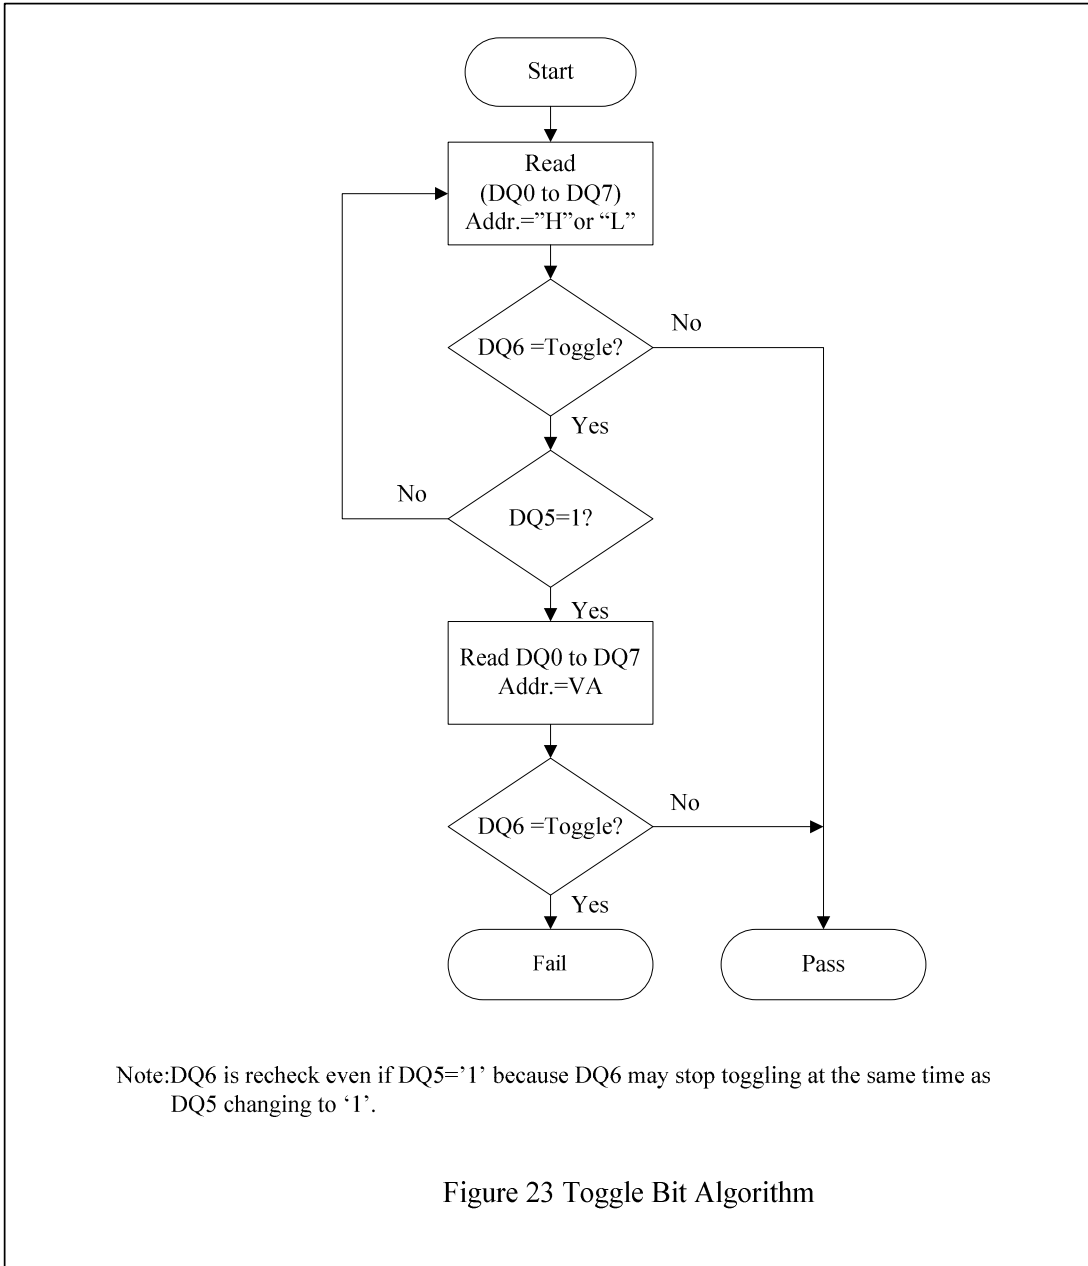 Start
Read
(DQ0 to DQ7)
Addr.=”H”or “L”
No
DQ6 =Toggle?
Yes
No
DQ5=1?
Yes
Read DQ0 to DQ7
Addr.=VA
No
DQ6 =Toggle?
Yes
Fail
Pass
Note:DQ6 is recheck even if DQ5=’1’ because DQ6 may stop toggling at the same time as
DQ5 changing to ‘1’.
Figure 23 Toggle Bit Algorithm